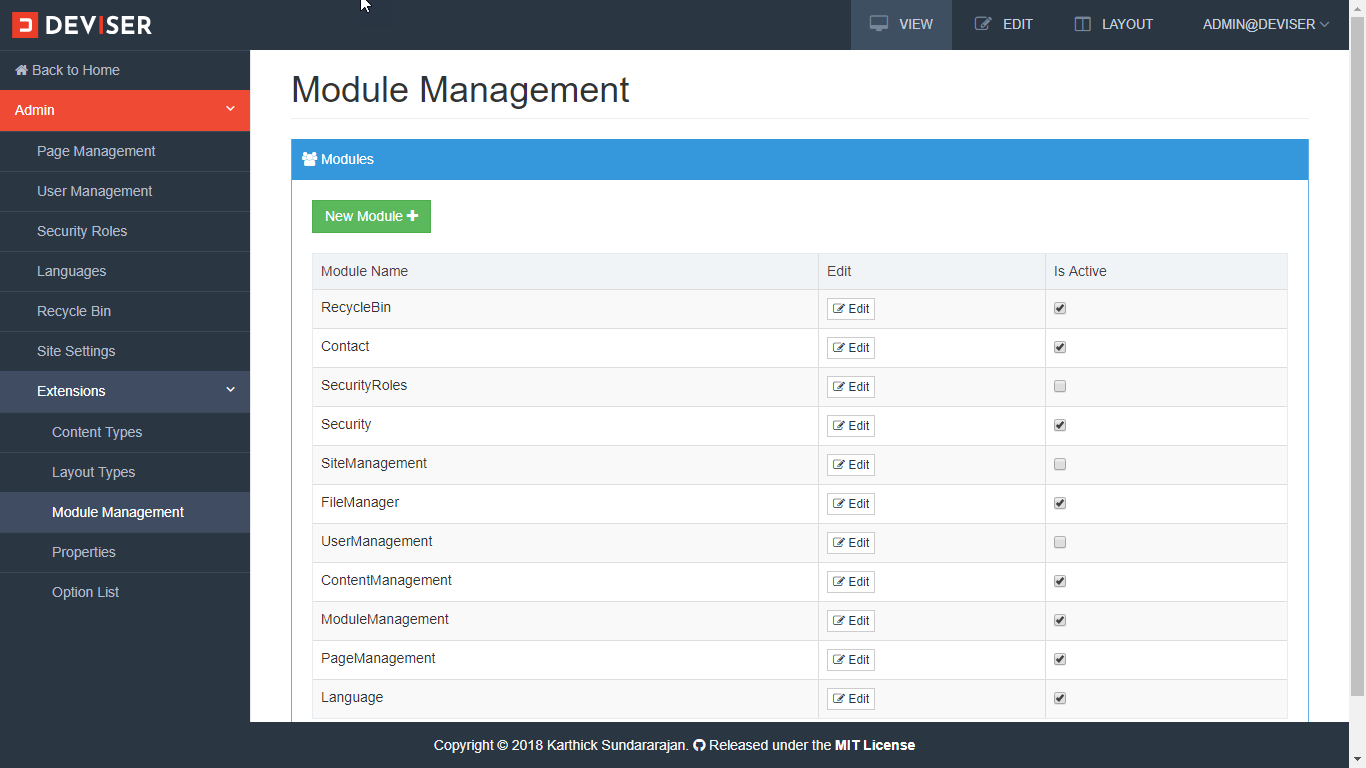 DEVISER
VIEW EDIT LAYOUT ADMIN@DEVISER
Back to Home
Admin
Page Management
User Management
Security Roles
Languages
Recycle Bin
Site Settings
Extensions
Content Types
Layout Types
Module Management
Properties
Option List
Module Management
Modules
New Module
Module Name Edit Is Active
RecycleBin Edit
Contact Edit
SecurityRoles Edit
Security Edit
SiteManagement Edit
FileManager Edit
UserManagement Edit
ContentManagement Edit
ModuleManagement Edit
PageManagement Edit
Language Edit
Copyright © 2018 Karthick Sundararajan. Released under the MIT License